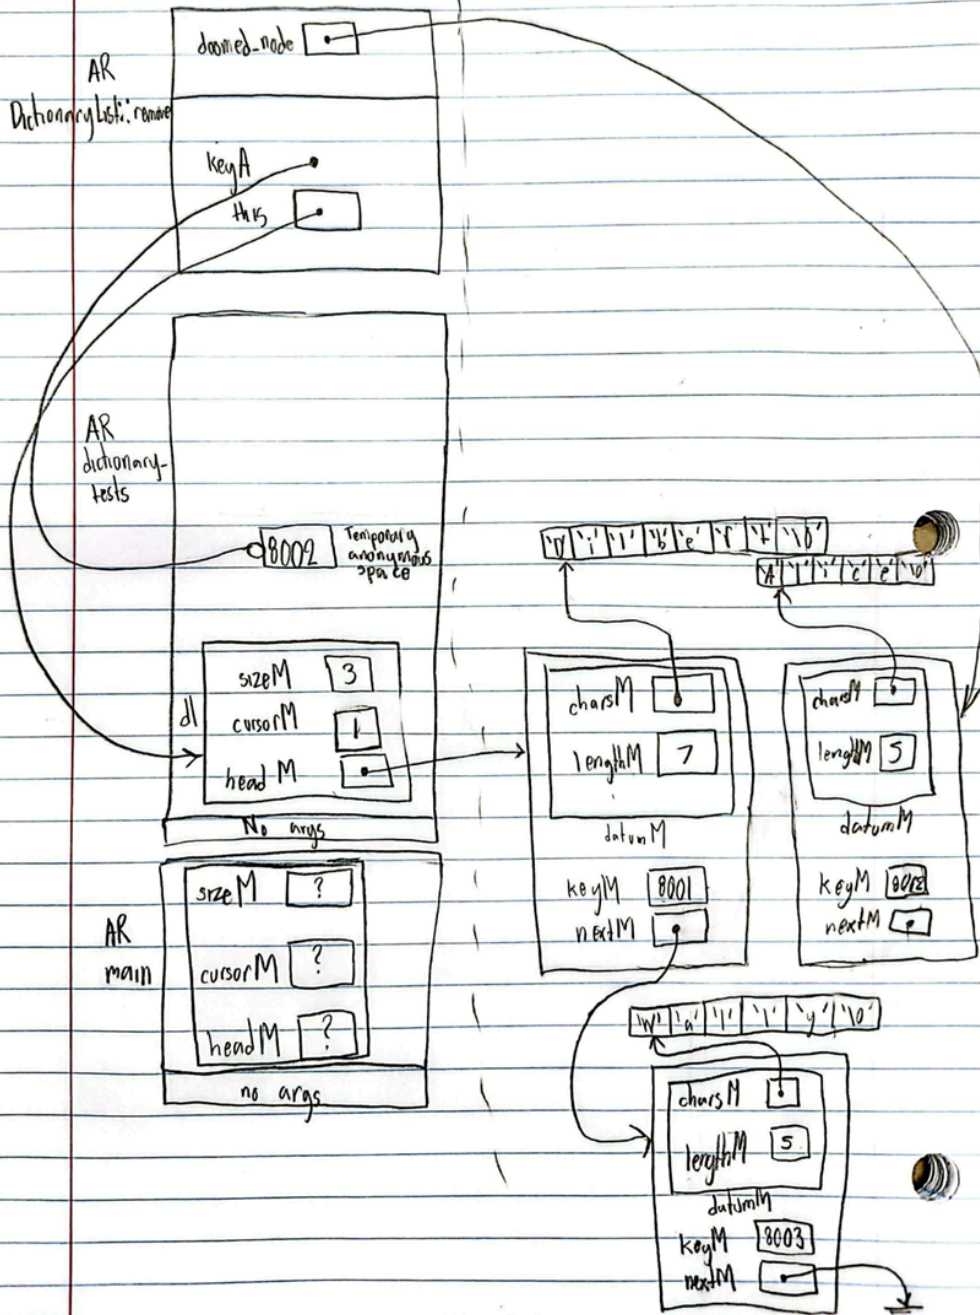 doomed_node
AR
DictionaryList::remove
keyA
this
AR
dictionary-
tests
8002
Temporary
anonymous
space
'D' 'i' 'l' 'b' 'e' 'r' 't' '\0'
'A' 'l' 'i' 'c' 'e' '\0'
dl
sizeM 3
cursorM 1
headM
No args
charsM
lengthM 7
datumM
keyM 8001
nextM
charsM
lengthM 5
datumM
keyM 8002
nextM
AR
main
sizeM ?
cursorM ?
headM ?
no args
'W' 'a' 'l' 'l' 'y' '\0'
charsM
lengthM 5
datumM
keyM 8003
nextM